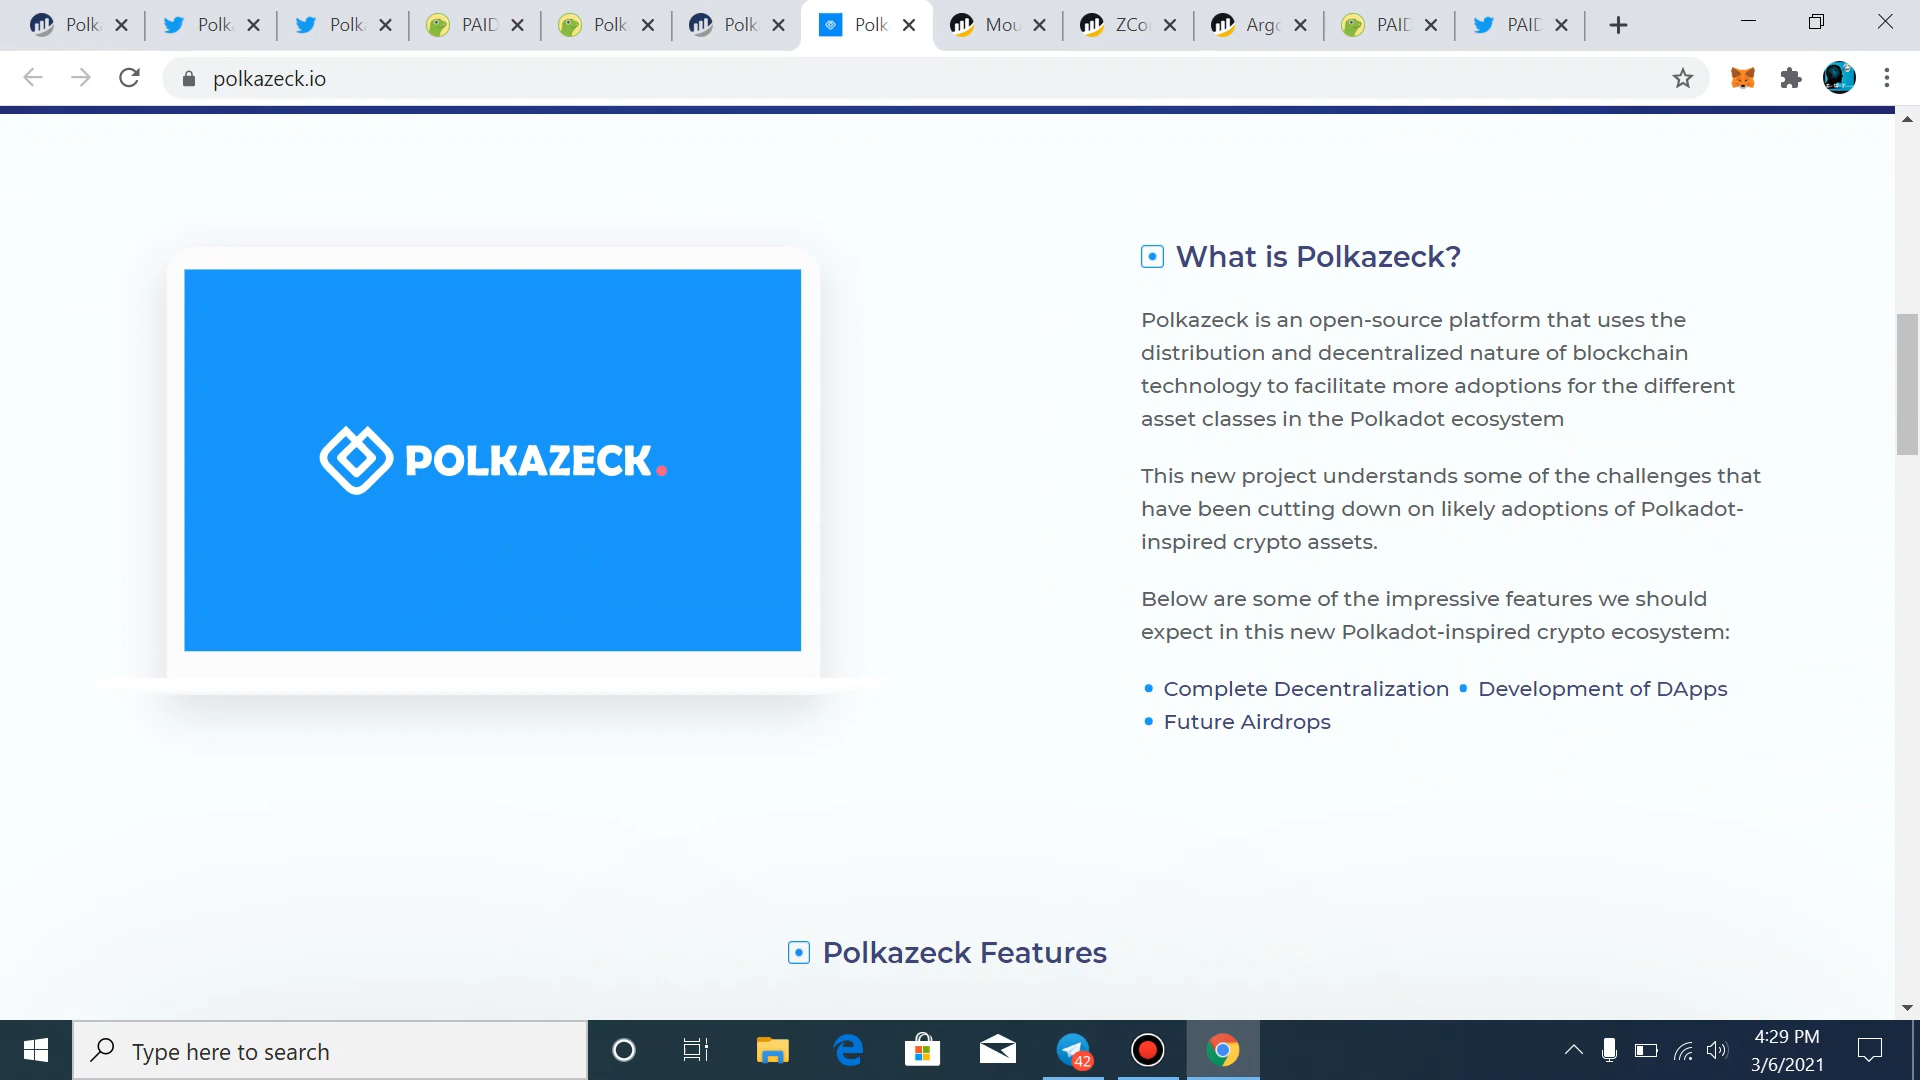 Polk
Polk
Polk
PAID
Polk
Polk
Polk
Mou
ZCo
Argo
PAID
PAID
polkazeck.io
What is Polkazeck?
Polkazeck is an open-source platform that uses the
distribution and decentralized nature of blockchain
technology to facilitate more adoptions for the different
asset classes in the Polkadot ecosystem
This new project understands some of the challenges that
have been cutting down on likely adoptions of Polkadot-
inspired crypto assets.
Below are some of the impressive features we should
expect in this new Polkadot-inspired crypto ecosystem:
• Complete Decentralization • Development of DApps
• Future Airdrops
POLKAZECK.
Polkazeck Features
Type here to search
42
4:29 PM
3/6/2021